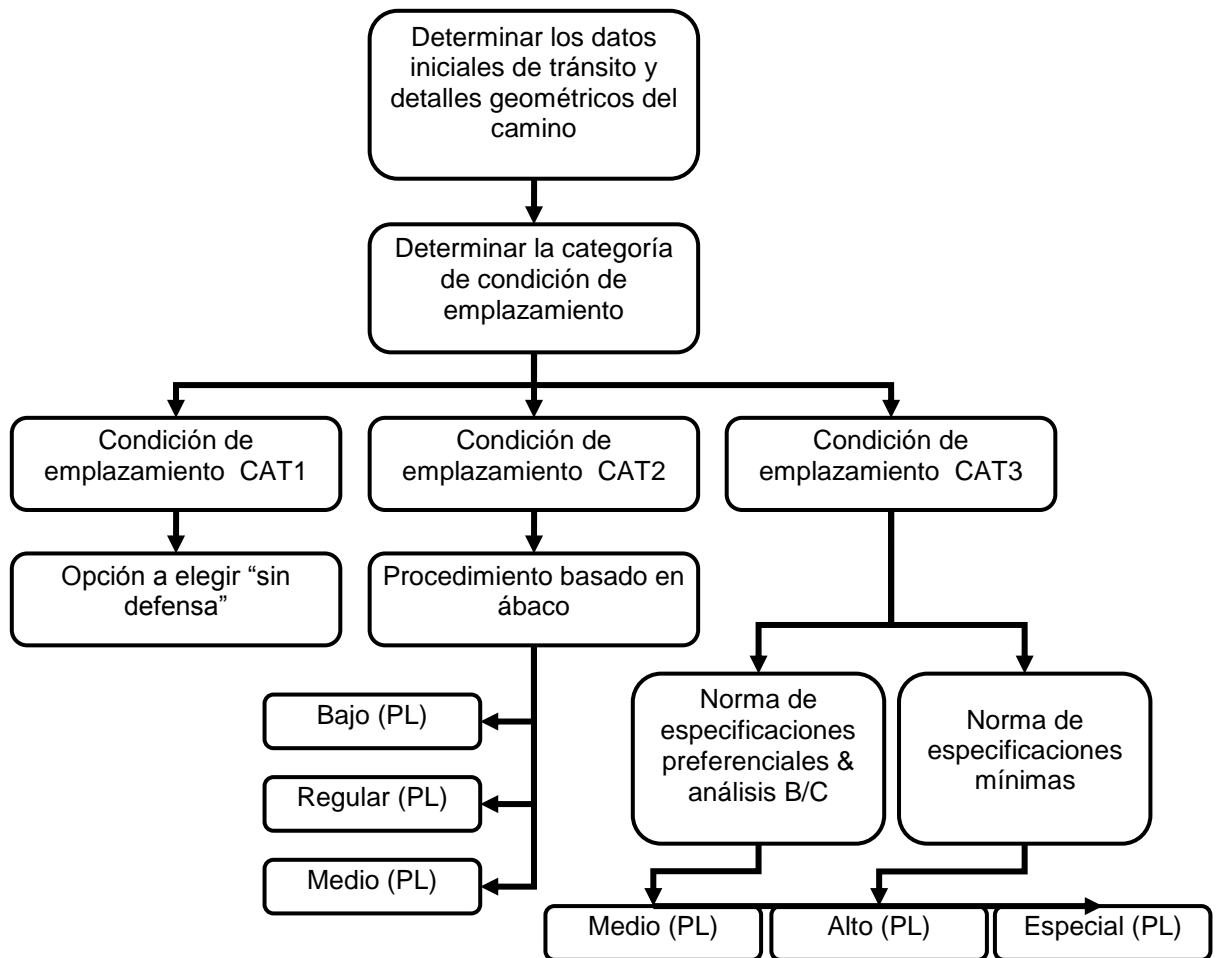 Determinar los datos
iniciales de tránsito y
detalles geométricos del
camino
Determinar la categoría
de condición de
emplazamiento
Condición de
emplazamiento CAT1
Condición de
emplazamiento CAT2
Condición de
emplazamiento CAT3
Opción a elegir “sin
defensa”
Procedimiento basado en
ábaco
Bajo (PL)
Regular (PL)
Medio (PL)
Norma de
especificaciones
preferenciales &
análisis B/C
Norma de
especificaciones
mínimas
Medio (PL)
Alto (PL)
Especial (PL)